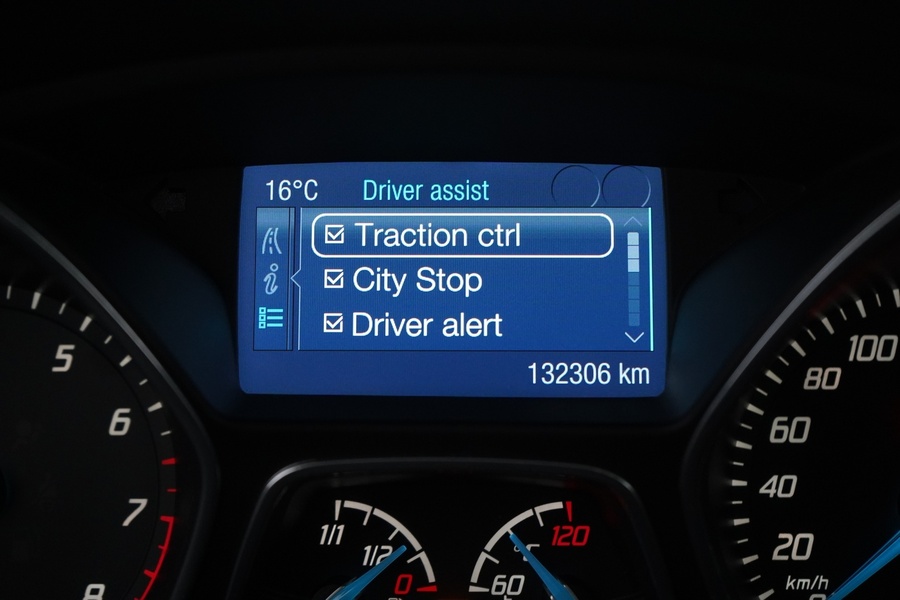 16°C Driver assist
Traction ctrl
City Stop
Driver alert
132306 km
5
6
7
8
1/1
1/2
0
°C
60
120
100
80
60
40
20
km/h